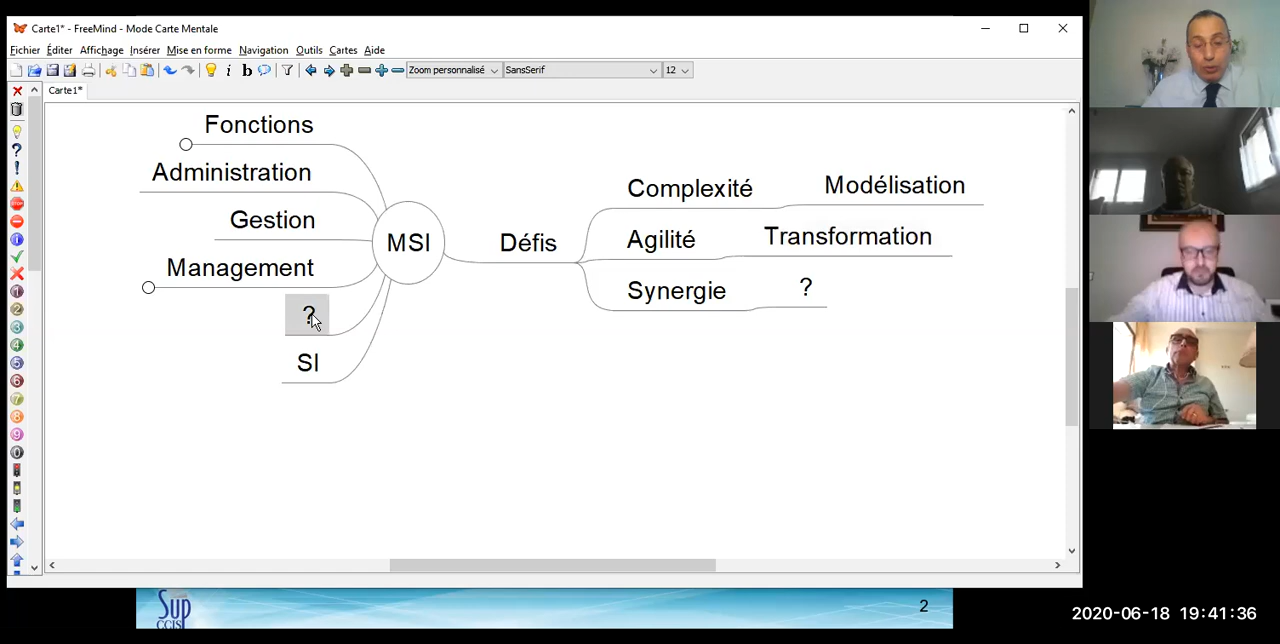 Carte1* - FreeMind - Mode Carte Mentale
Fichier Éditer Affichage Insérer Mise en forme Navigation Outils Cartes Aide
Zoom personnalisé SansSerif 12
Carte1*
Fonctions
Administration
Gestion
Management
?
SI
MSI
Défis
Complexité
Modélisation
Agilité
Transformation
Synergie
?
Sup
CCIS
2
2020-06-18 19:41:36